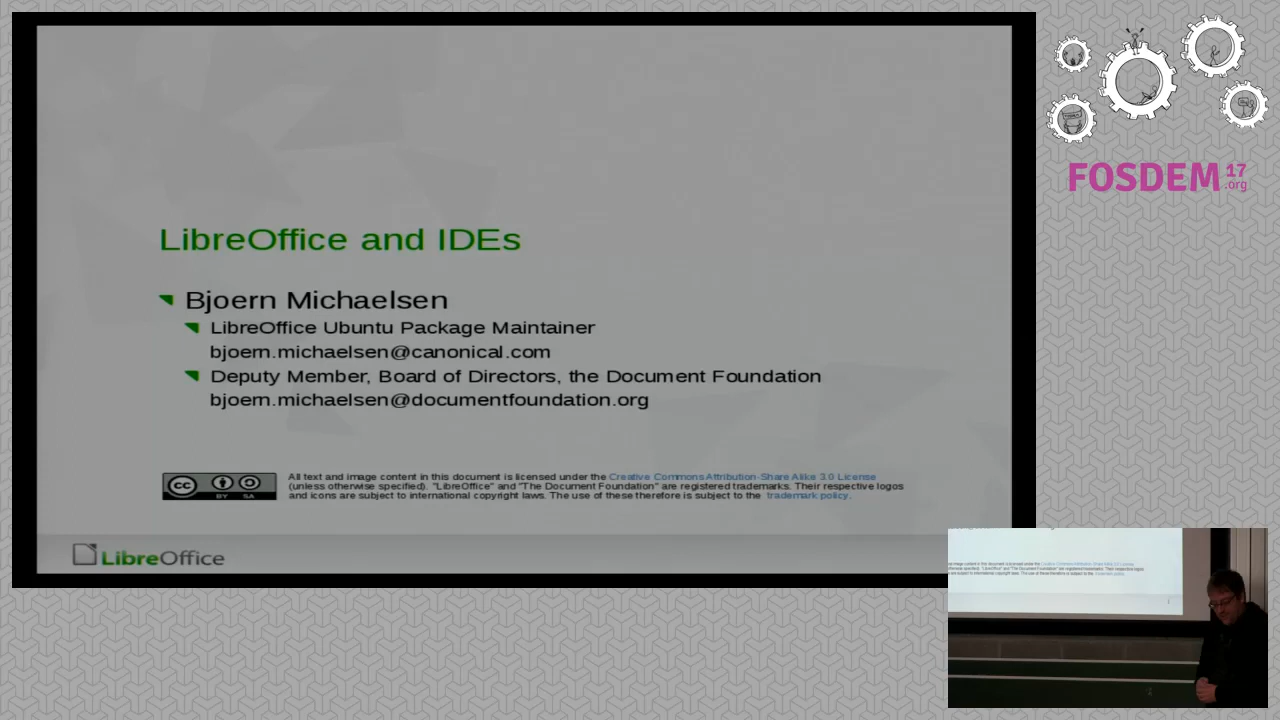 LibreOffice and IDEs
Bjoern Michaelsen
LibreOffice Ubuntu Package Maintainer
bjoern.michaelsen@canonical.com
Deputy Member, Board of Directors, the Document Foundation
bjoern.michaelsen@documentfoundation.org
cc BY SA
All text and image content in this document is licensed under the Creative Commons Attribution-Share Alike 3.0 License
(unless otherwise specified). "LibreOffice" and "The Document Foundation" are registered trademarks. Their respective logos
and icons are subject to international copyright laws. The use of these therefore is subject to the trademark policy.
LibreOffice
FOSDEM 17
.org